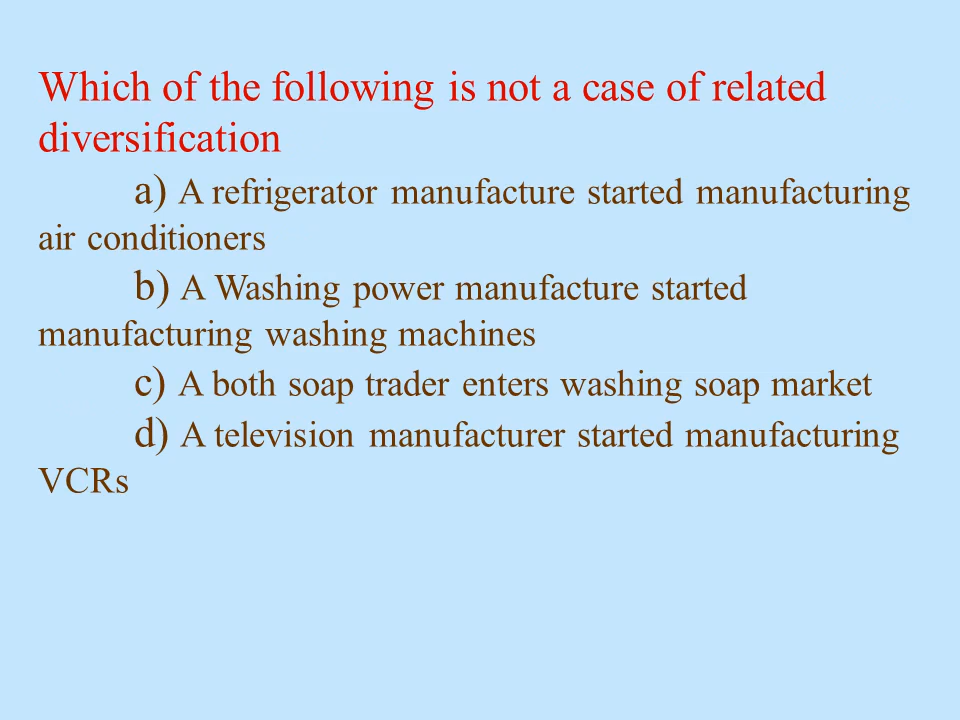 Which of the following is not a case of related
diversification
a) A refrigerator manufacture started manufacturing
air conditioners
b) A Washing power manufacture started
manufacturing washing machines
c) A both soap trader enters washing soap market
d) A television manufacturer started manufacturing
VCRs